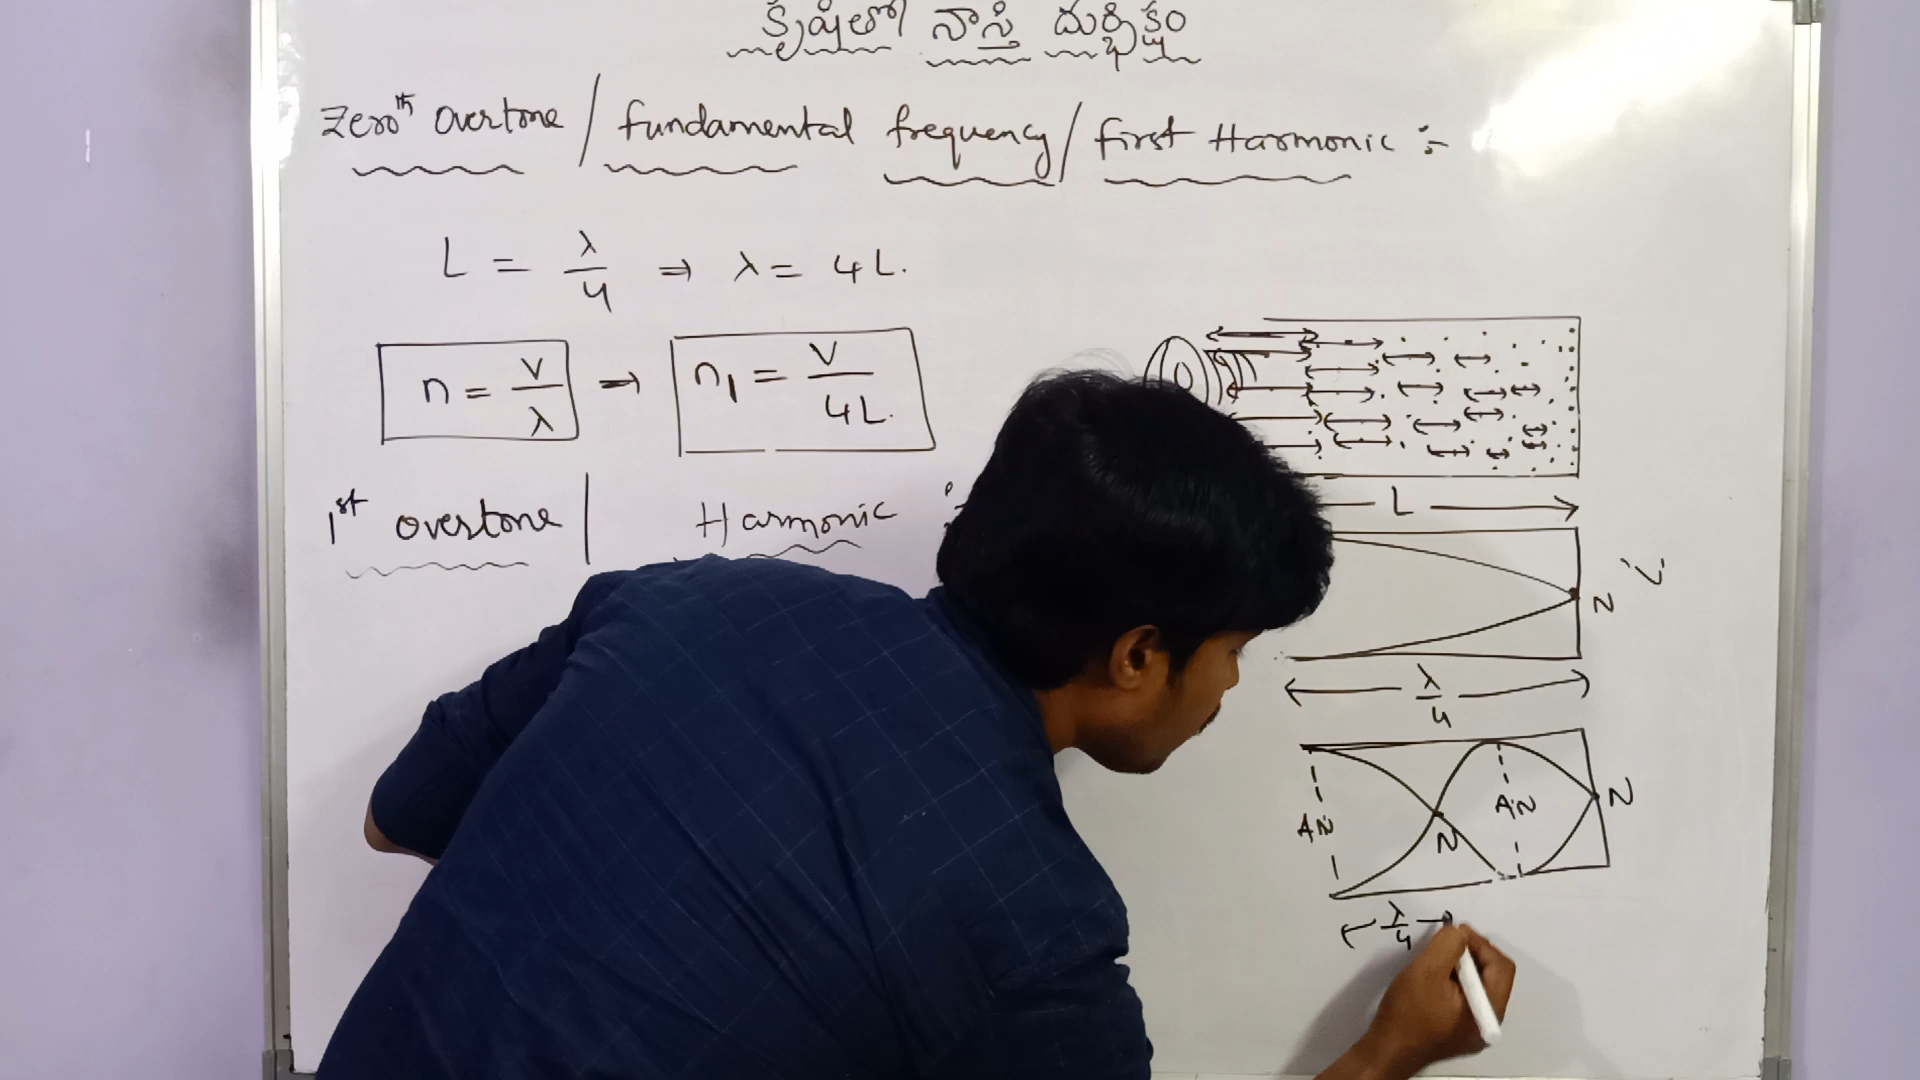 కృషితో నాస్తి దుర్భిక్షం
Zeroth overtone / fundamental frequency / first Harmonic :-
L = λ/4 ⇒ λ = 4L.
n = V/λ → n1 = V/4L.
1st overtone / Harmonic :
L
N
λ/4
AN N AN N
λ/4